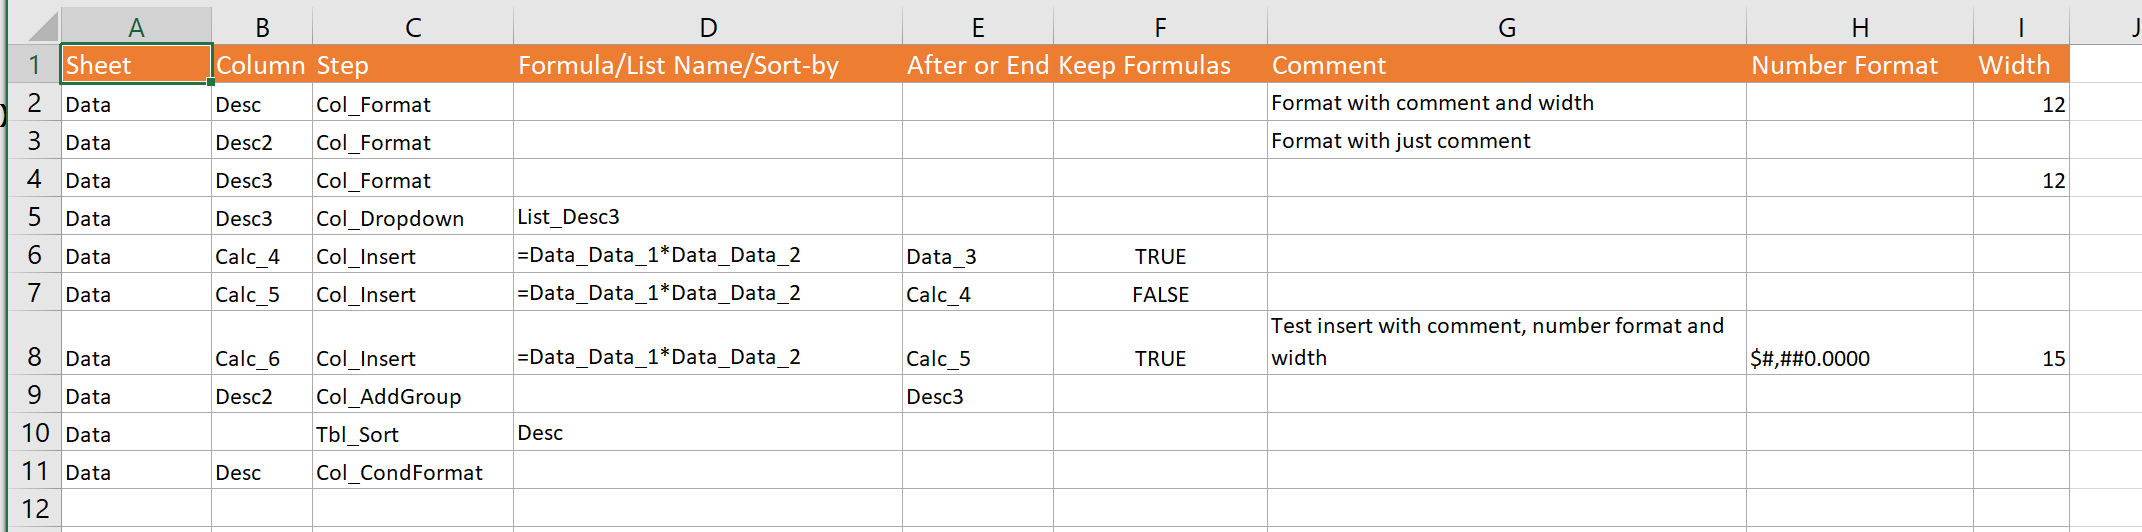 A B C D E F G H I J
1 Sheet Column Step Formula/List Name/Sort-by After or End Keep Formulas Comment Number Format Width
2 Data Desc Col_Format Format with comment and width 12
3 Data Desc2 Col_Format Format with just comment
4 Data Desc3 Col_Format 12
5 Data Desc3 Col_Dropdown List_Desc3
6 Data Calc_4 Col_Insert =Data_Data_1*Data_Data_2 Data_3 TRUE
7 Data Calc_5 Col_Insert =Data_Data_1*Data_Data_2 Calc_4 FALSE
Test insert with comment, number format and
8 Data Calc_6 Col_Insert =Data_Data_1*Data_Data_2 Calc_5 TRUE width $#,##0.0000 15
9 Data Desc2 Col_AddGroup Desc3
10 Data Tbl_Sort Desc
11 Data Desc Col_CondFormat
12